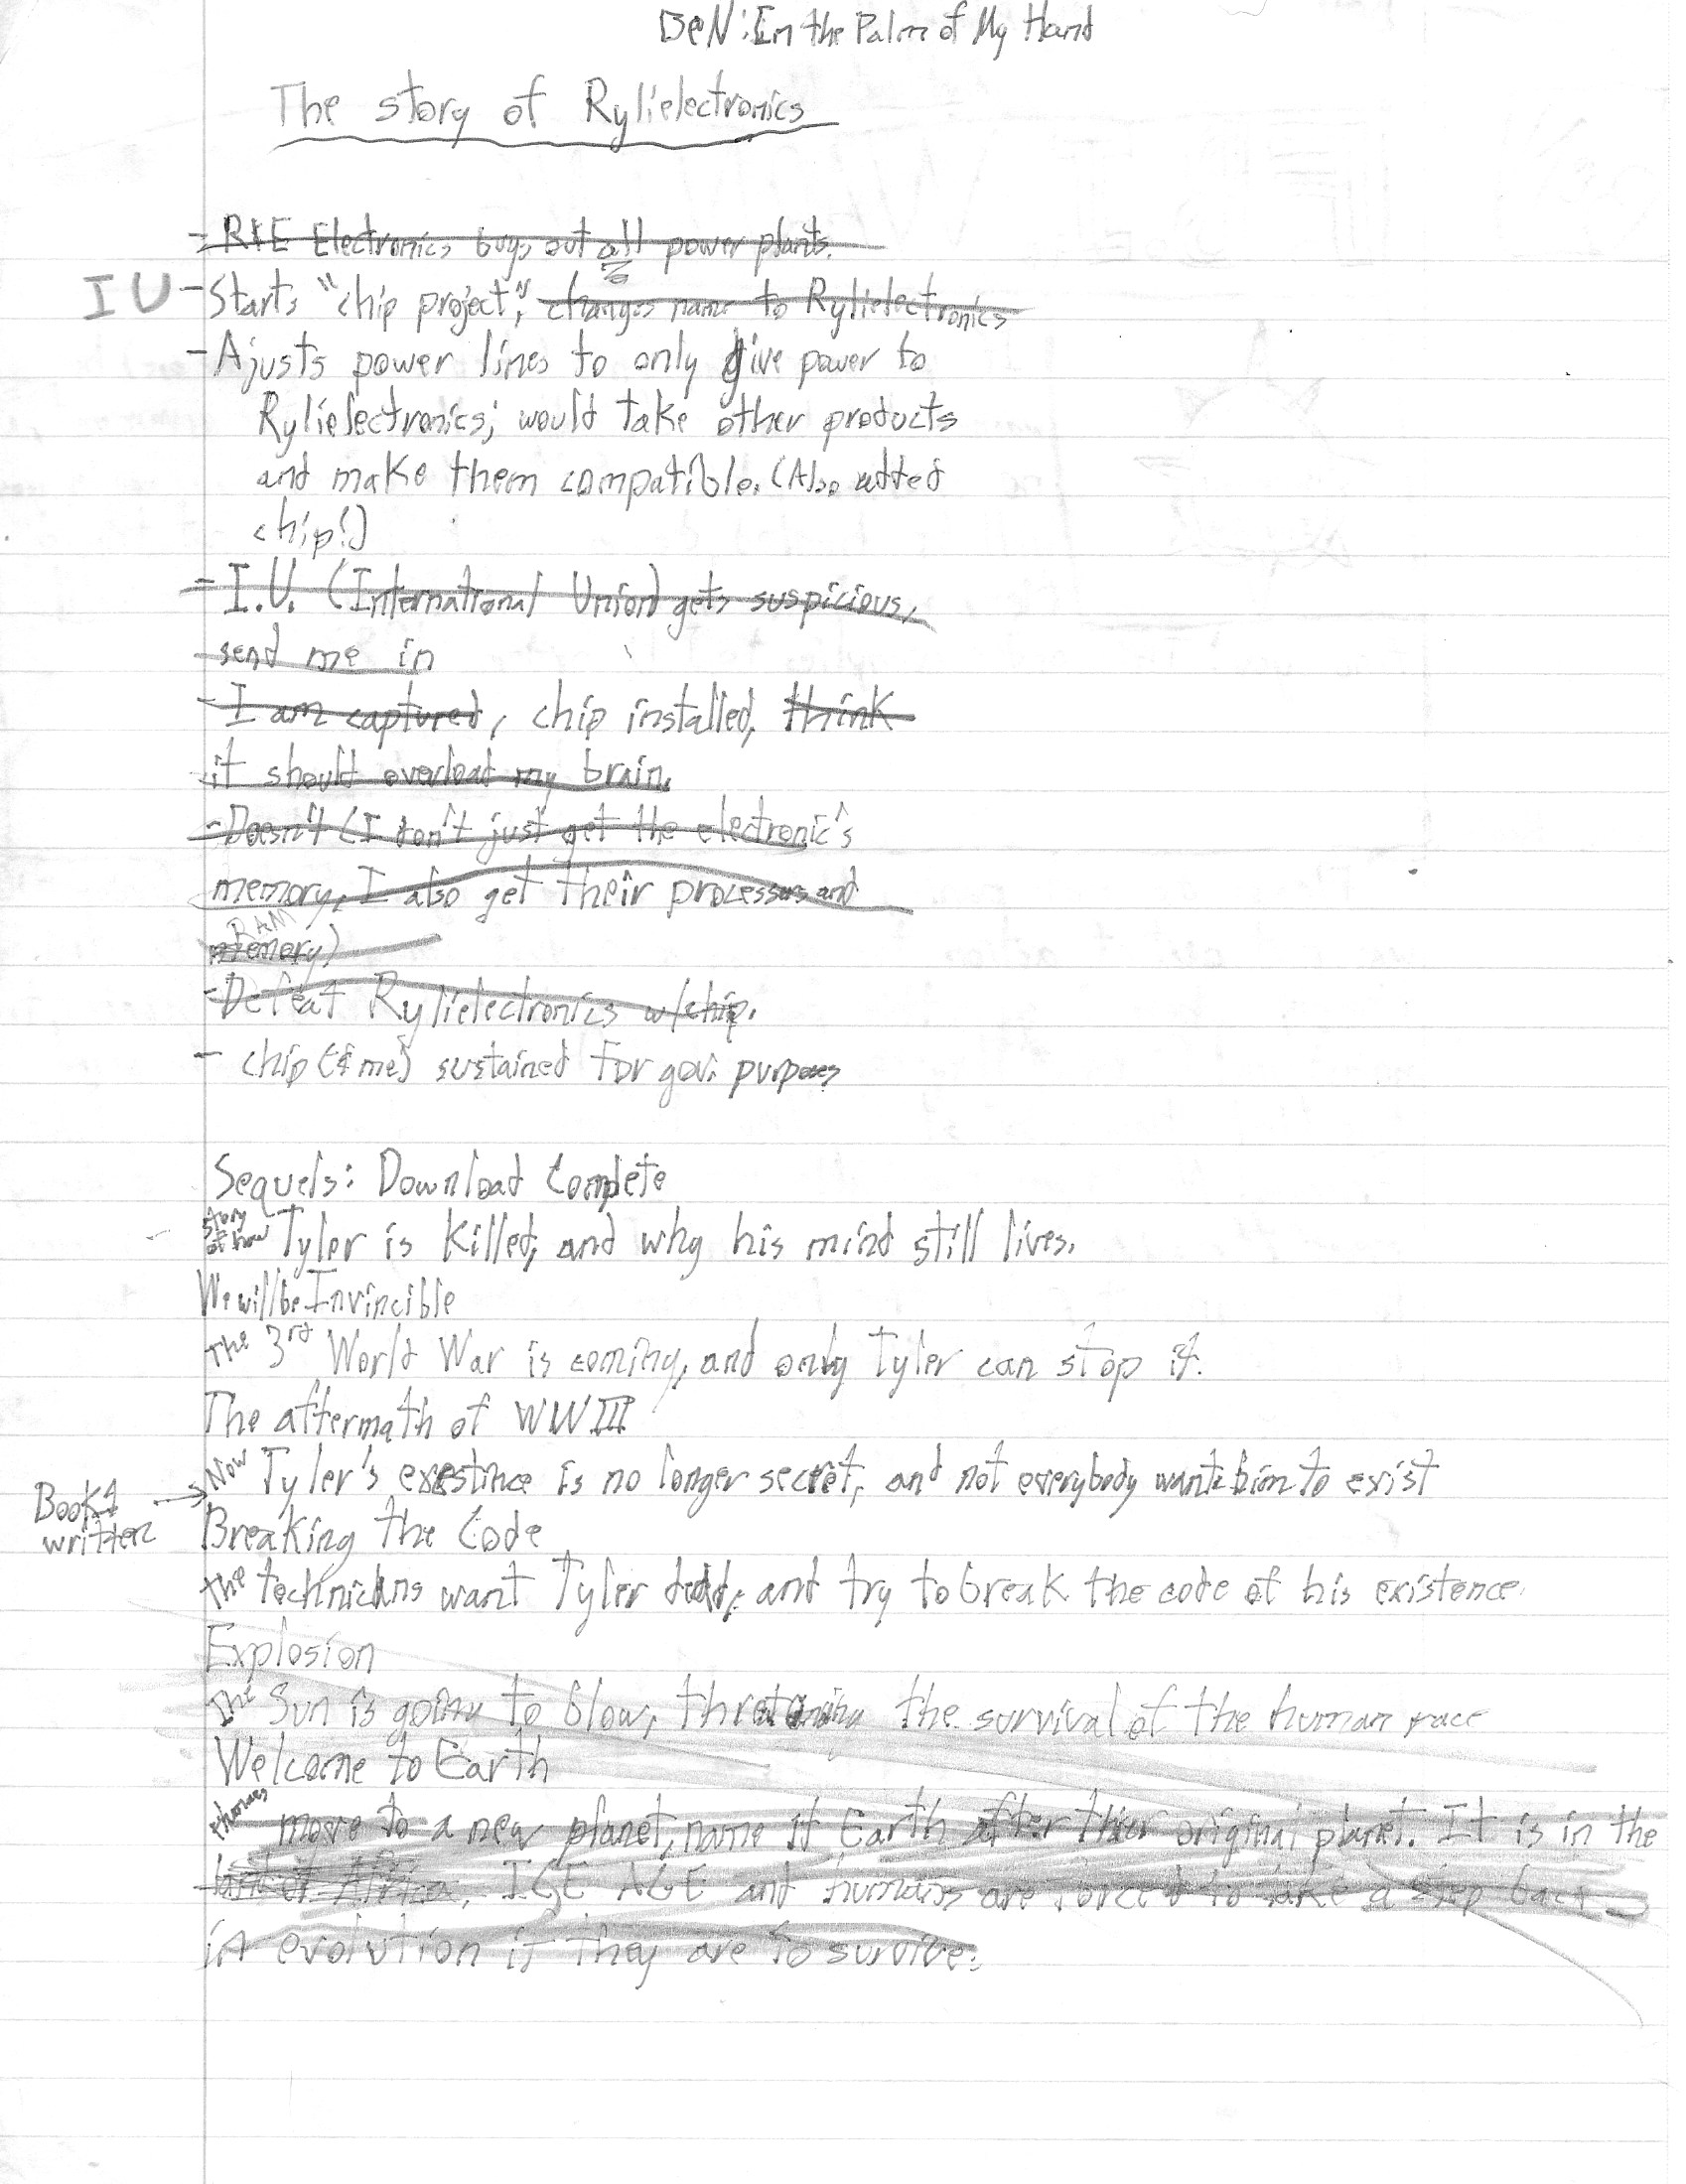 BeN: In the Palm of My Hand
The story of Rylielectronics
- R+E Electronics buys out all power plants.
IU - Starts "chip project", changes name to Rylielectronics
- Ajusts power lines to only give power to
Rylielectronics; would take other products
and make them compatible. (Also added
chip!)
- I.U. (International Union) gets suspicious,
send me in
- I am captured, chip installed, think
it should overload my brain.
- Doesn't (I don't just get the electronic's
memory, I also get their processors and
RAM
memory)
- Defeat Rylielectronics w/chip.
- chip (& me) sustained for gov. purposes
Sequels: Download Complete
story of how Tyler is killed, and why his mind still lives.
We will be Invincible
The 3rd World War is coming, and only Tyler can stop it.
The aftermath of WWIII
Now Tyler's exestince is no longer secret, and not everybody wants him to exist
Book 1 written →
Breaking the Code
the technicians want Tyler dead, and try to break the code of his existence.
Explosion
The Sun is going to blow, threatening the survival of the human race
Welcome to Earth
move to a new planet, name it Earth after thier original planet. It is in the
ICE AGE and humans are forced to take a step back
in evolution if they are to survive.